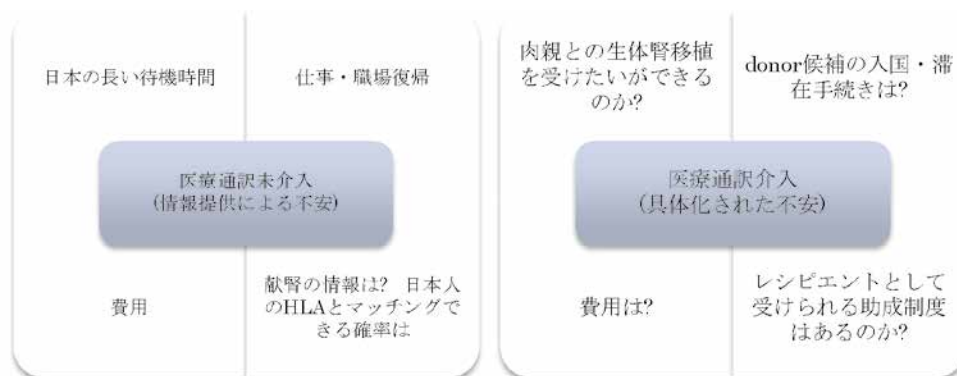 日本の長い待機時間
仕事・職場復帰
医療通訳未介入
(情報提供による不安)
費用
献腎の情報は? 日本人
のHLAとマッチングで
きる確率は
肉親との生体腎移植
を受けたいができる
のか?
donor候補の入国・滞
在手続きは?
医療通訳介入
(具体化された不安)
費用は?
レシピエントとして
受けられる助成制度
はあるのか?